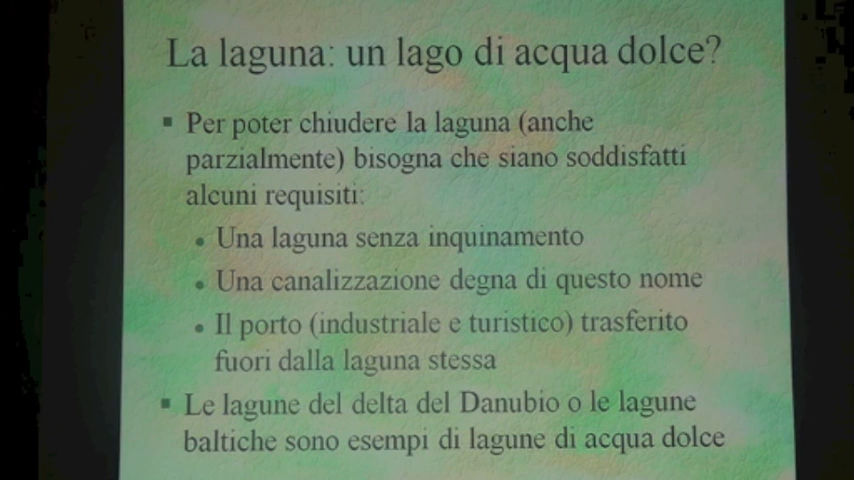 La laguna: un lago di acqua dolce?
▪ Per poter chiudere la laguna (anche
parzialmente) bisogna che siano soddisfatti
alcuni requisiti:
• Una laguna senza inquinamento
• Una canalizzazione degna di questo nome
• Il porto (industriale e turistico) trasferito
fuori dalla laguna stessa
▪ Le lagune del delta del Danubio o le lagune
baltiche sono esempi di lagune di acqua dolce